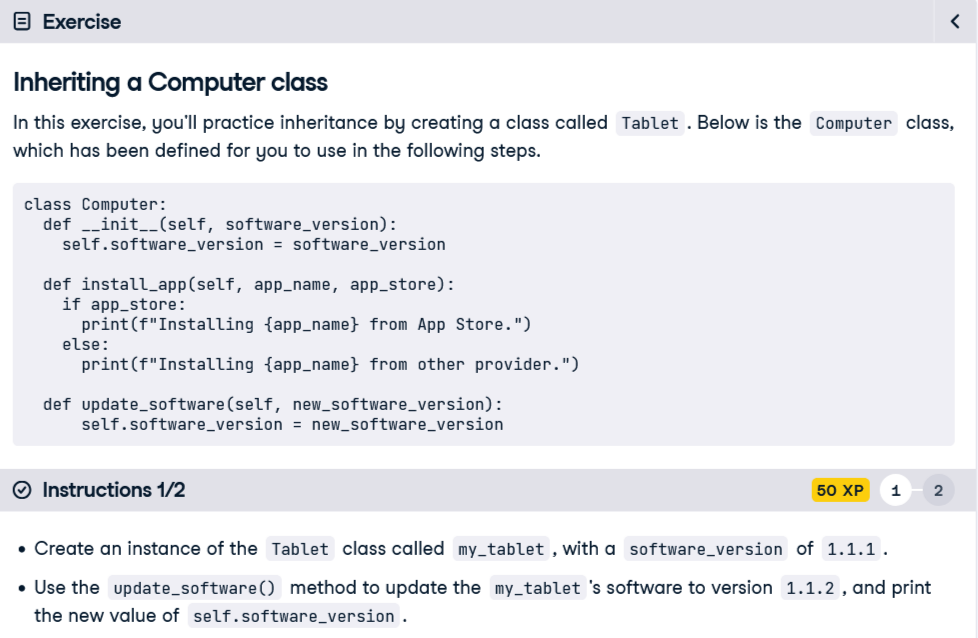 Exercise
Inheriting a Computer class
In this exercise, you'll practice inheritance by creating a class called Tablet. Below is the Computer class,
which has been defined for you to use in the following steps.
class Computer:
  def __init__(self, software_version):
    self.software_version = software_version

  def install_app(self, app_name, app_store):
    if app_store:
      print(f"Installing {app_name} from App Store.")
    else:
      print(f"Installing {app_name} from other provider.")

  def update_software(self, new_software_version):
      self.software_version = new_software_version
Instructions 1/2 50 XP 1 2
• Create an instance of the Tablet class called my_tablet, with a software_version of 1.1.1.
• Use the update_software() method to update the my_tablet's software to version 1.1.2, and print
the new value of self.software_version.